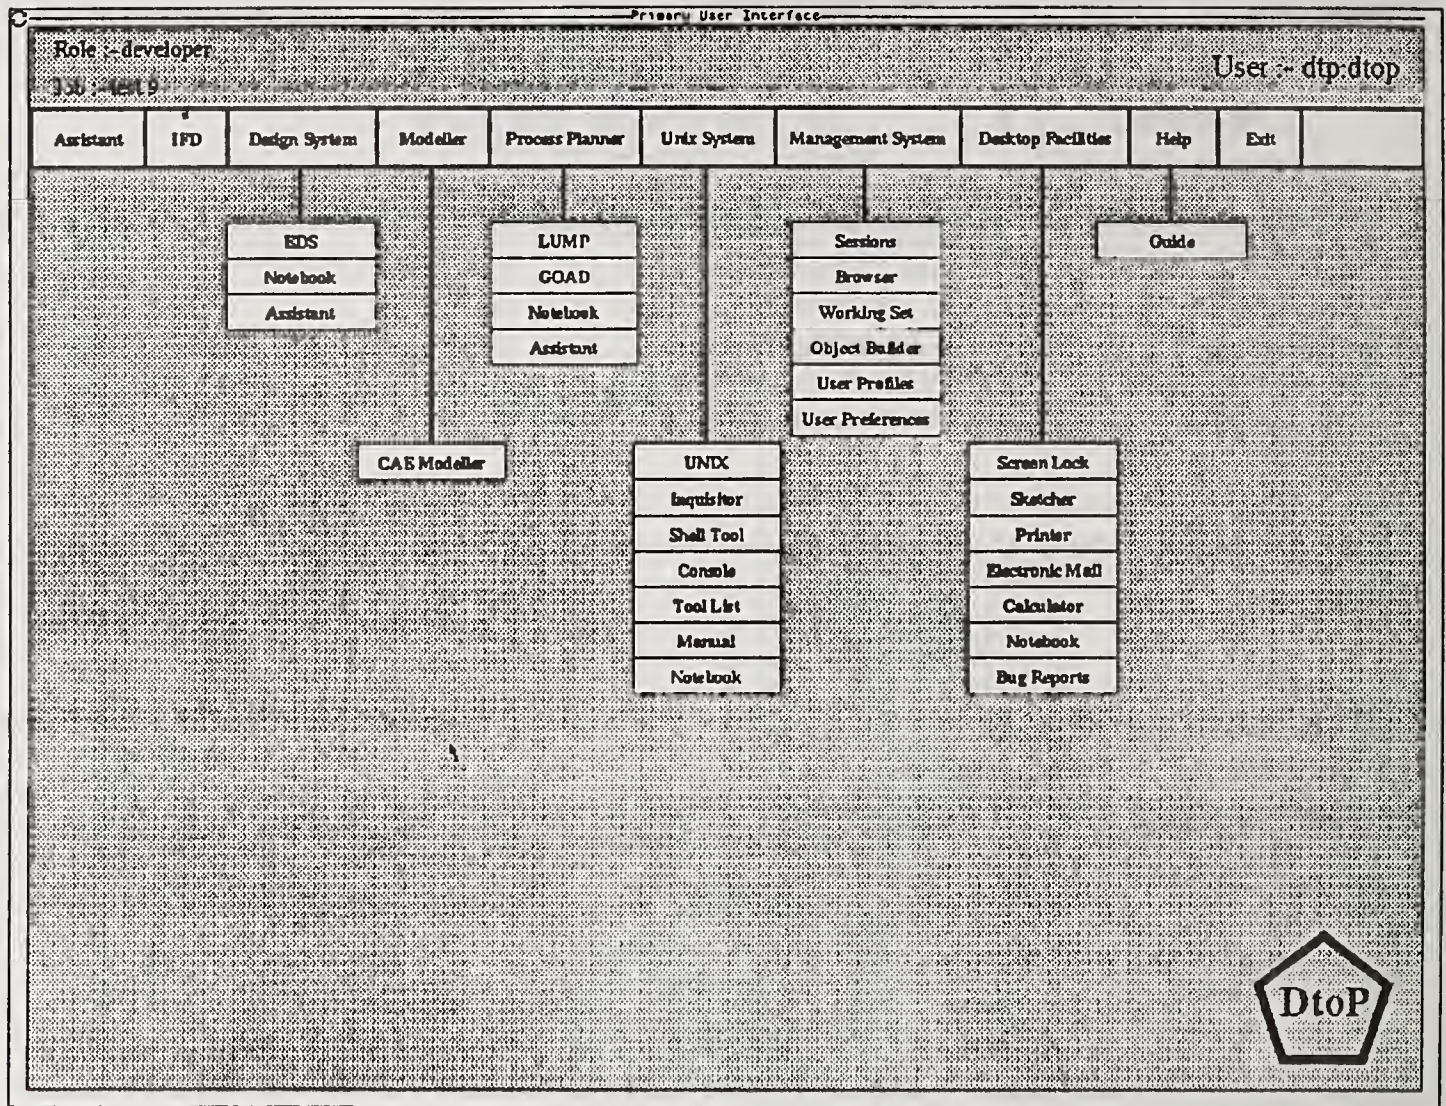 Primary User Interface
Role :- developer
Job :- test 9
User :- dtp:dtop
Assistant IFD Design System Modeller Process Planner Unix System Management System Desktop Facilities Help Exit
EDS
Notebook
Assistant
CAE Modeller
LUMP
GOAD
Notebook
Assistant
UNIX
Inquisitor
Shell Tool
Console
Tool List
Manual
Notebook
Sessions
Browser
Working Set
Object Builder
User Profiles
User Preferences
Screen Lock
Sketcher
Printer
Electronic Mail
Calculator
Notebook
Bug Reports
Guide
DtoP